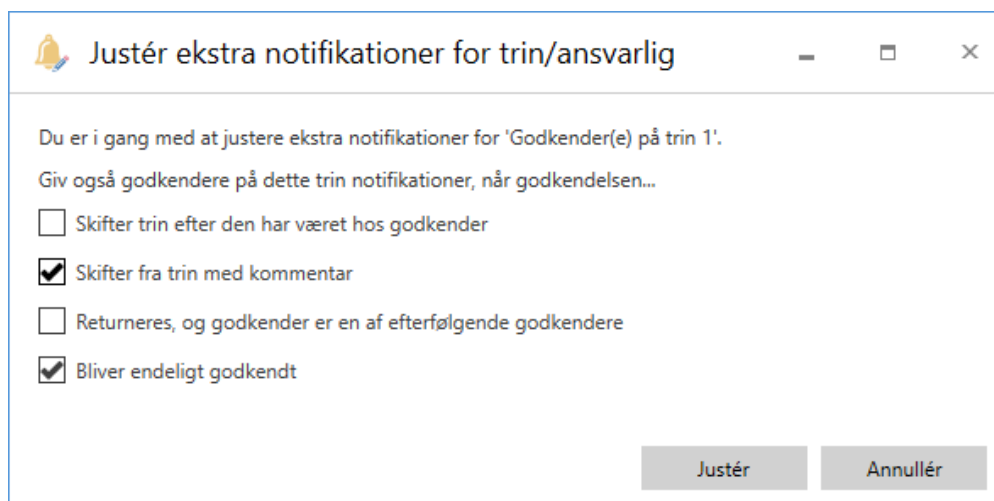 Justér ekstra notifikationer for trin/ansvarlig
Du er i gang med at justere ekstra notifikationer for 'Godkender(e) på trin 1'.
Giv også godkendere på dette trin notifikationer, når godkendelsen...
Skifter trin efter den har været hos godkender
Skifter fra trin med kommentar
Returneres, og godkender er en af efterfølgende godkendere
Bliver endeligt godkendt
Justér
Annullér